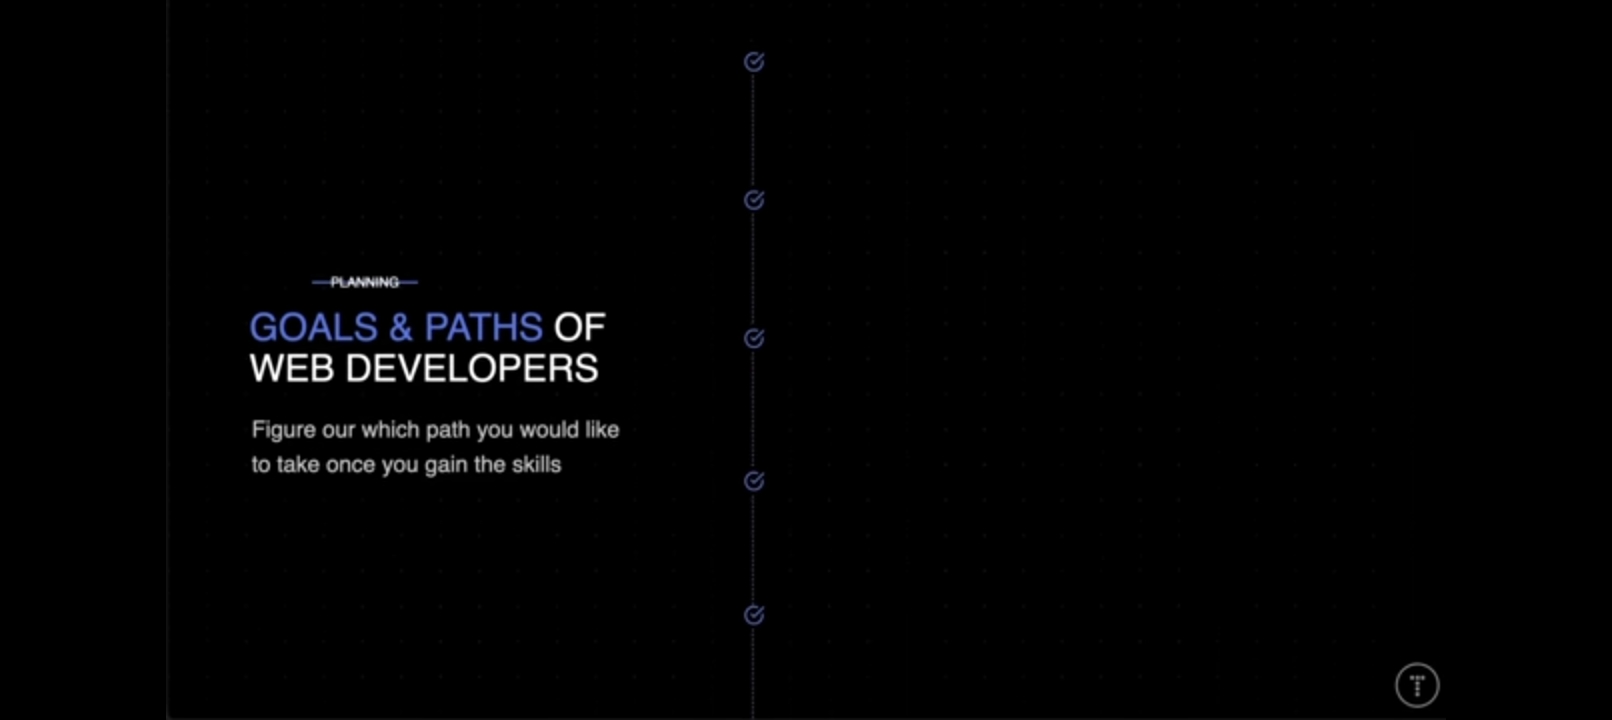 PLANNING
GOALS & PATHS OF
WEB DEVELOPERS
Figure our which path you would like
to take once you gain the skills
T